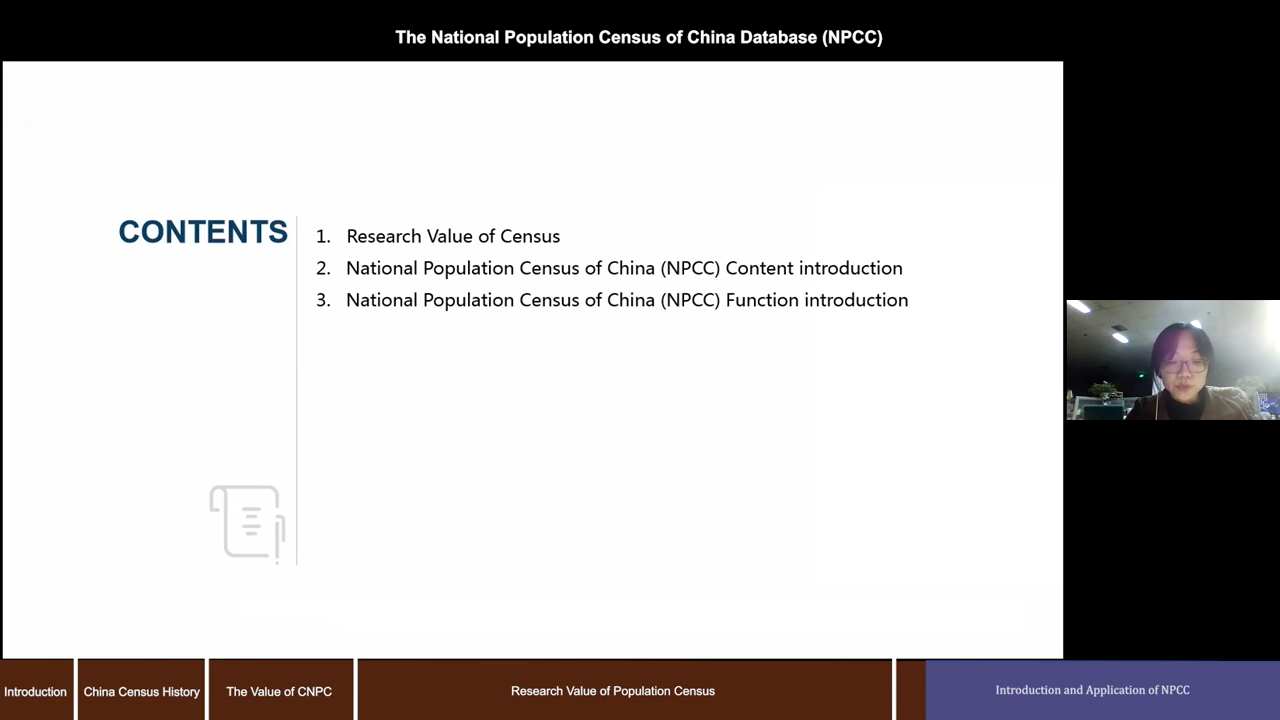 The National Population Census of China Database (NPCC)
CONTENTS
1. Research Value of Census
2. National Population Census of China (NPCC) Content introduction
3. National Population Census of China (NPCC) Function introduction
Introduction
China Census History
The Value of CNPC
Research Value of Population Census
Introduction and Application of NPCC